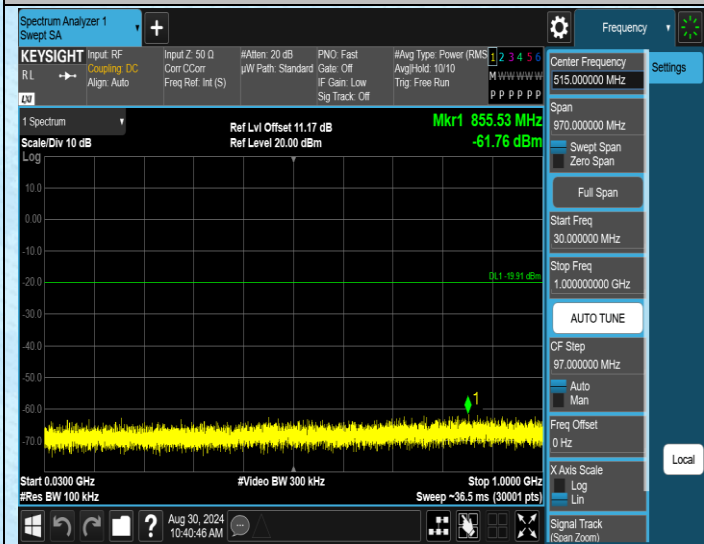 Spectrum Analyzer 1
Swept SA
Frequency
KEYSIGHT
RL
LXI
Input: RF
Coupling: DC
Align: Auto
Input Z: 50 Ω
Corr CCorr
Freq Ref: Int (S)
#Atten: 20 dB
µW Path: Standard
PNO: Fast
Gate: Off
IF Gain: Low
Sig Track: Off
#Avg Type: Power (RMS
Avg|Hold: 10/10
Trig: Free Run
1 2 3 4 5 6
M W W W W W
P P P P P P
1 Spectrum
Scale/Div 10 dB
Log
Ref Lvl Offset 11.17 dB
Ref Level 20.00 dBm
Mkr1 855.53 MHz
-61.76 dBm
10.0
0.00
-10.0
-20.0
DL1 -19.91 dBm
-30.0
-40.0
-50.0
-60.0
-70.0
1
Start 0.0300 GHz
#Res BW 100 kHz
#Video BW 300 kHz
Stop 1.0000 GHz
Sweep ~36.5 ms (30001 pts)
Aug 30, 2024
10:40:46 AM
Center Frequency
515.000000 MHz
Span
970.000000 MHz
Swept Span
Zero Span
Full Span
Start Freq
30.000000 MHz
Stop Freq
1.000000000 GHz
AUTO TUNE
CF Step
97.000000 MHz
Auto
Man
Freq Offset
0 Hz
X Axis Scale
Log
Lin
Signal Track
(Span Zoom)
Settings
Local